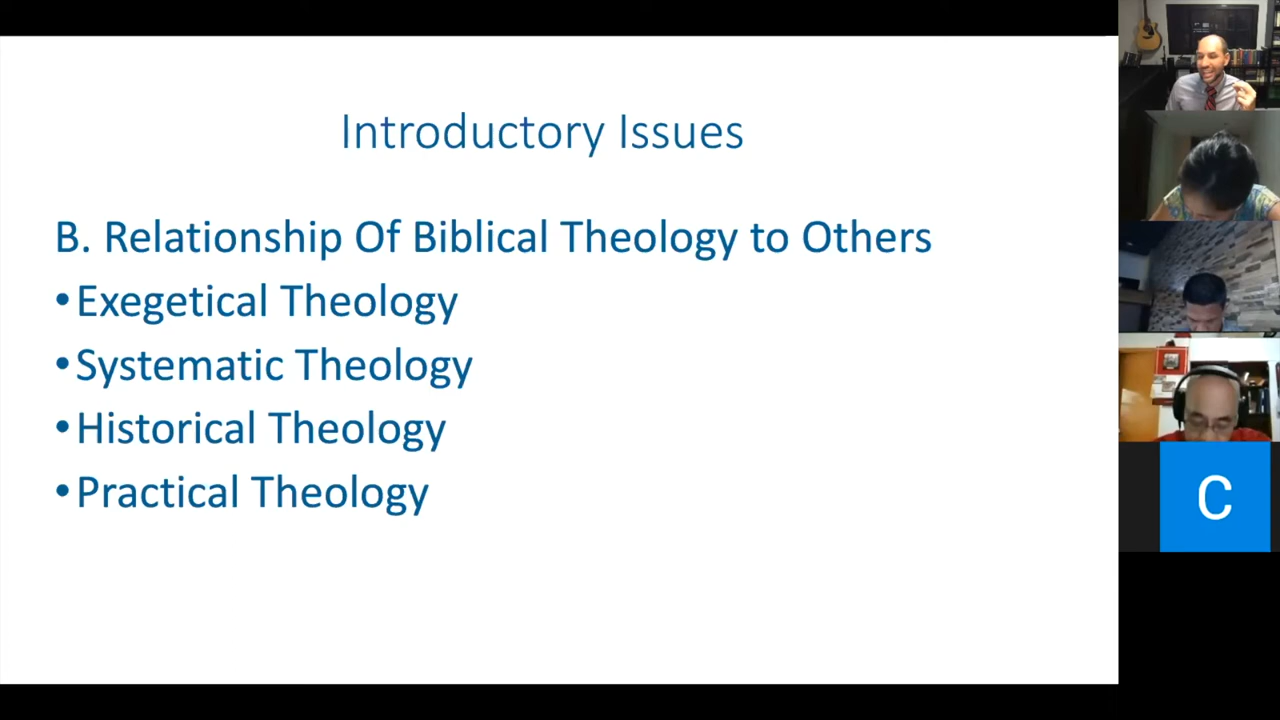 Introductory Issues
B. Relationship Of Biblical Theology to Others
•Exegetical Theology
•Systematic Theology
•Historical Theology
•Practical Theology
C